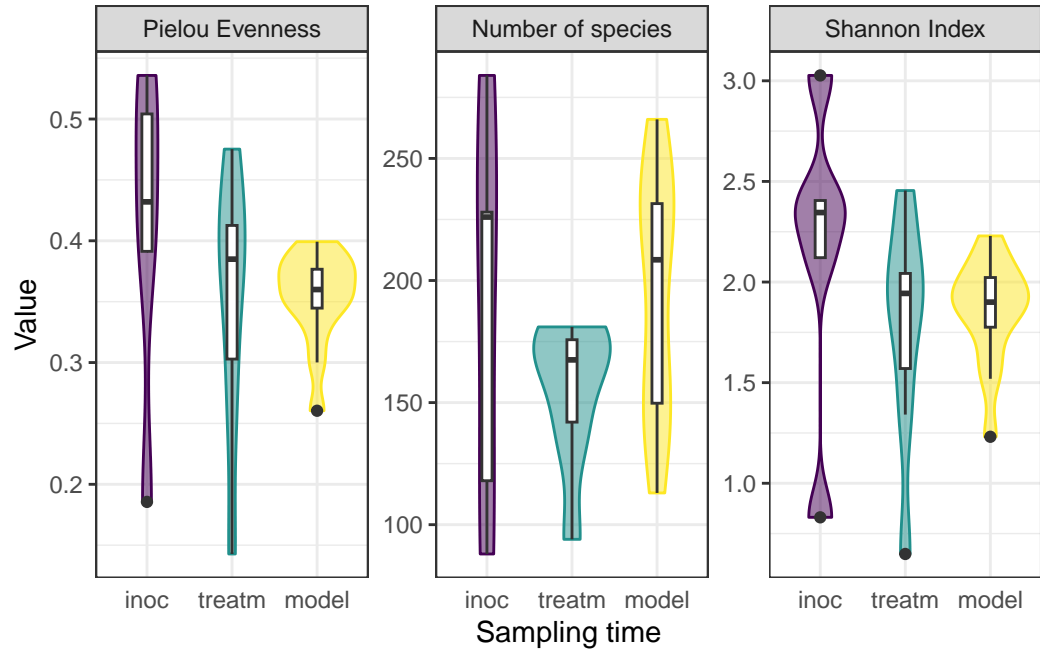 Pielou Evenness
Number of species
Shannon Index
Value
0.5
0.4
0.3
0.2
250
200
150
100
3.0
2.5
2.0
1.5
1.0
inoc treatm model
inoc treatm model
inoc treatm model
Sampling time